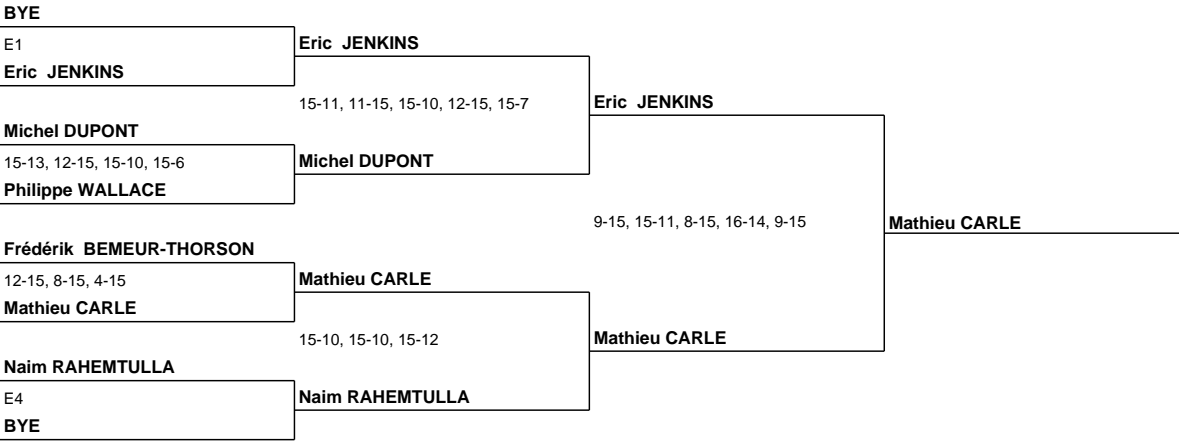 BYE
E1
Eric JENKINS
Eric JENKINS
15-11, 11-15, 15-10, 12-15, 15-7
Eric JENKINS
Michel DUPONT
15-13, 12-15, 15-10, 15-6
Michel DUPONT
Philippe WALLACE
9-15, 15-11, 8-15, 16-14, 9-15
Mathieu CARLE
Frédérik BEMEUR-THORSON
12-15, 8-15, 4-15
Mathieu CARLE
Mathieu CARLE
15-10, 15-10, 15-12
Mathieu CARLE
Naim RAHEMTULLA
E4
Naim RAHEMTULLA
BYE